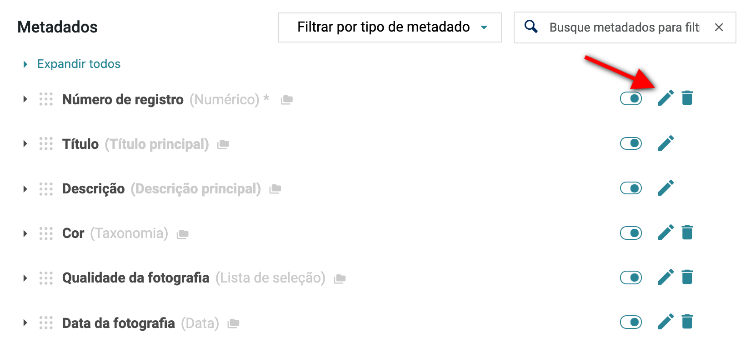 Metadados
Filtrar por tipo de metadado
Busque metadados para filt
Expandir todos
Número de registro (Numérico) *
Título (Título principal)
Descrição (Descrição principal)
Cor (Taxonomia)
Qualidade da fotografia (Lista de seleção)
Data da fotografia (Data)